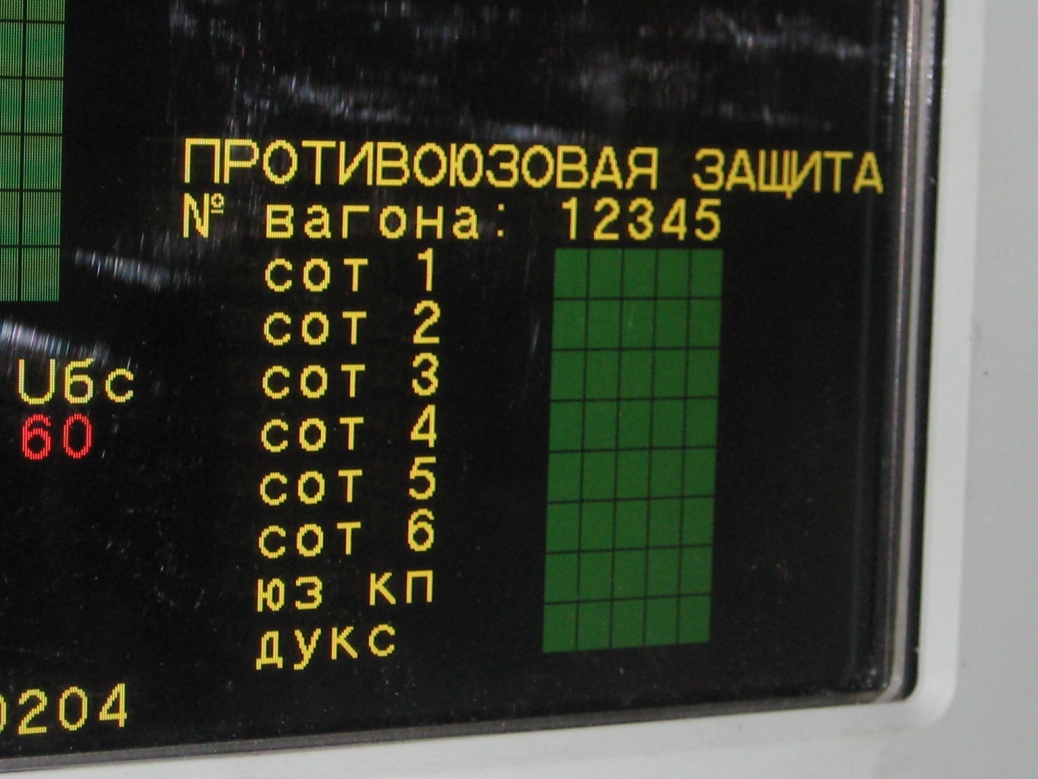 ПРОТИВОЮЗОВАЯ ЗАЩИТА
№ вагона: 12345
сот 1
сот 2
сот 3
сот 4
сот 5
сот 6
юз КП
дукс
Uбс
60
0204